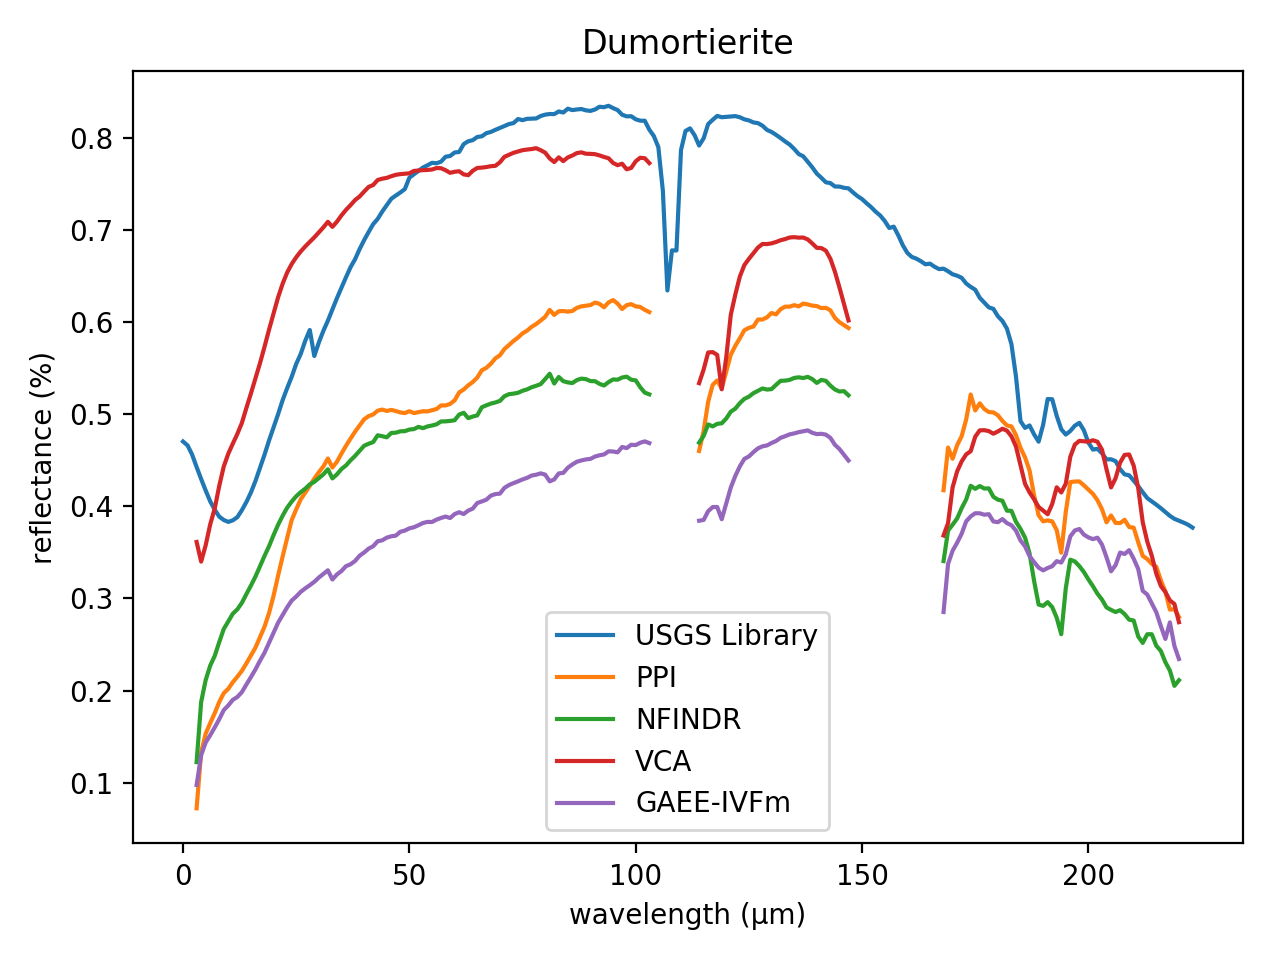 Dumortierite
0.8
0.7
0.6
0.5
0.4
0.3
0.2
0.1
reflectance (%)
USGS Library
PPI
NFINDR
VCA
GAEE-IVFm
0
50
100
150
200
wavelength (μm)